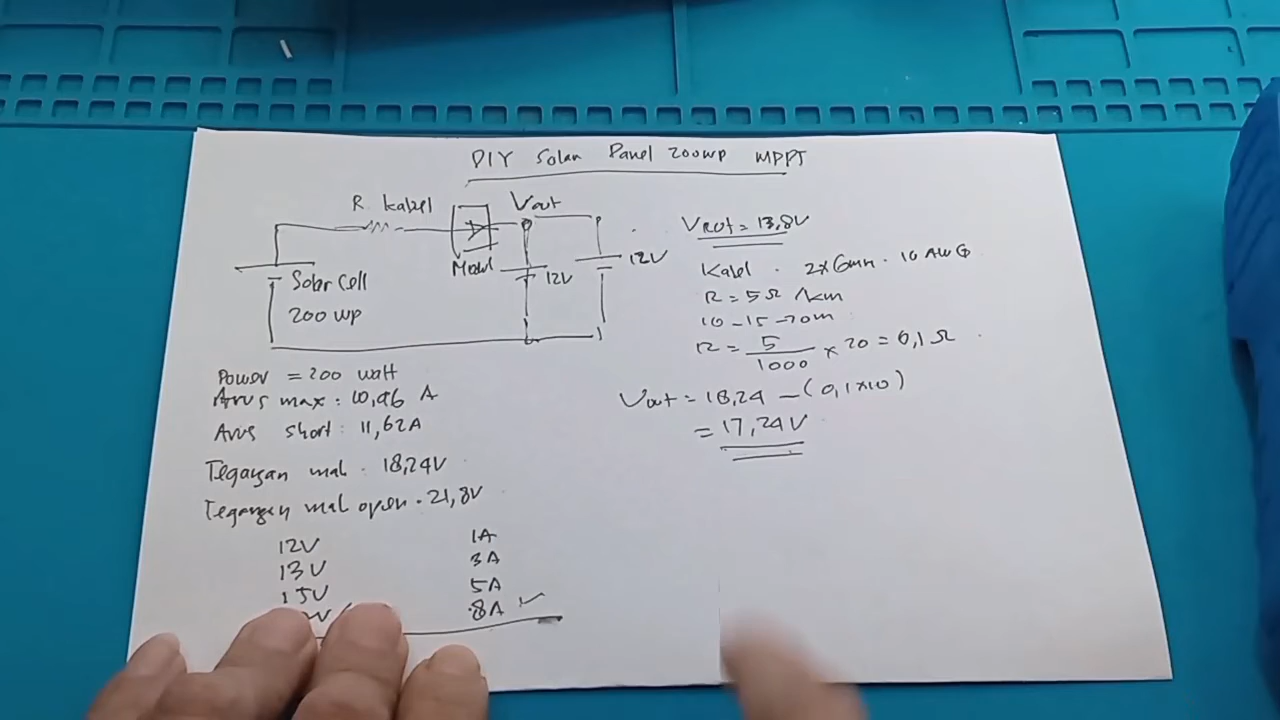 DIY Solar Panel 200wp MPPT
R kabel
Vout
Modul
12V
12V
Solar Cell
200 wp
Power = 200 watt
Arus max : 10,96 A
Arus short : 11,62A
Tegangan mak : 18,24V
Tegangan mak open : 21,8V
12V 1A
13V 3A
15V 5A
8A ✓
= 13,8V
Kabel : 2x6mm : 10 AWG
R = 5 Ω /km
10 - 15 - 20m
R = 5/1000 x 20 = 0,1 Ω
Vout = 18,24 - (0,1x10)
= 17,24V